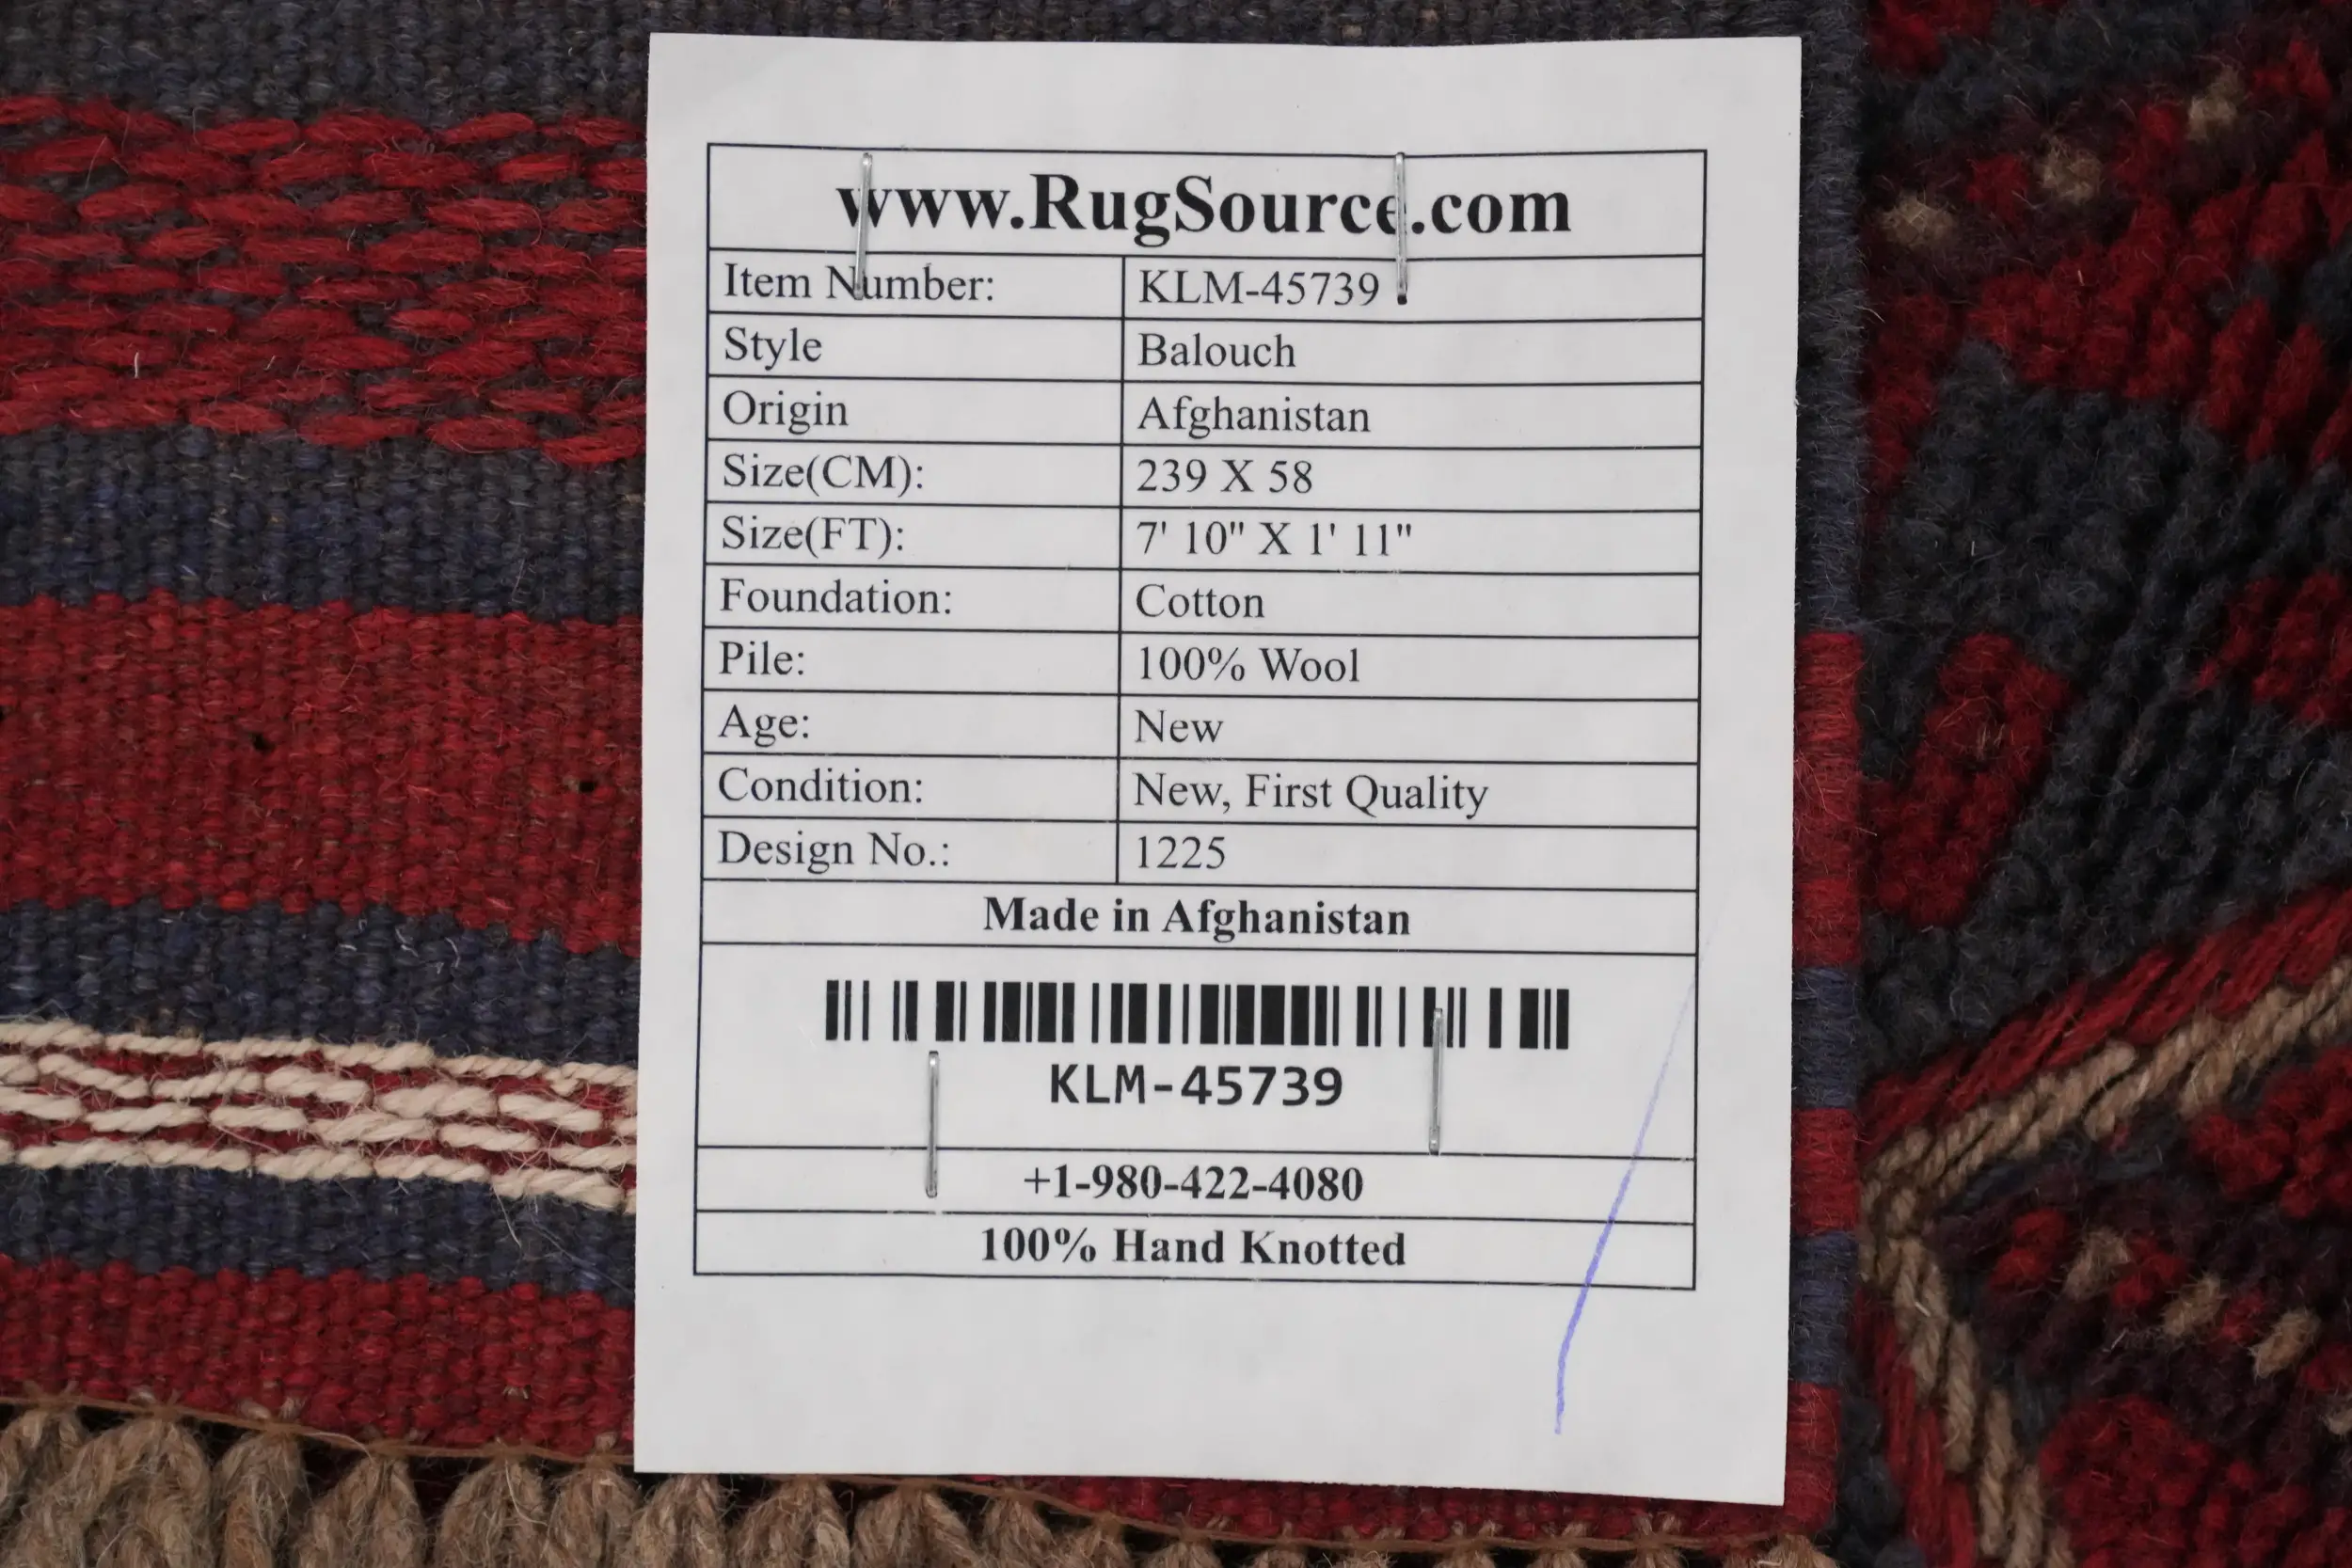 www.RugSource.com
Item Number: KLM-45739
Style Balouch
Origin Afghanistan
Size(CM): 239 X 58
Size(FT): 7' 10" X 1' 11"
Foundation: Cotton
Pile: 100% Wool
Age: New
Condition: New, First Quality
Design No.: 1225
Made in Afghanistan
KLM-45739
+1-980-422-4080
100% Hand Knotted